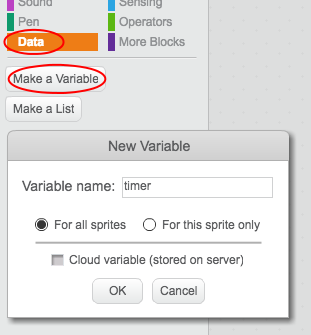 Sound Sensing
Pen Operators
Data More Blocks
Make a Variable
Make a List
New Variable
Variable name: timer
For all sprites For this sprite only
Cloud variable (stored on server)
OK Cancel